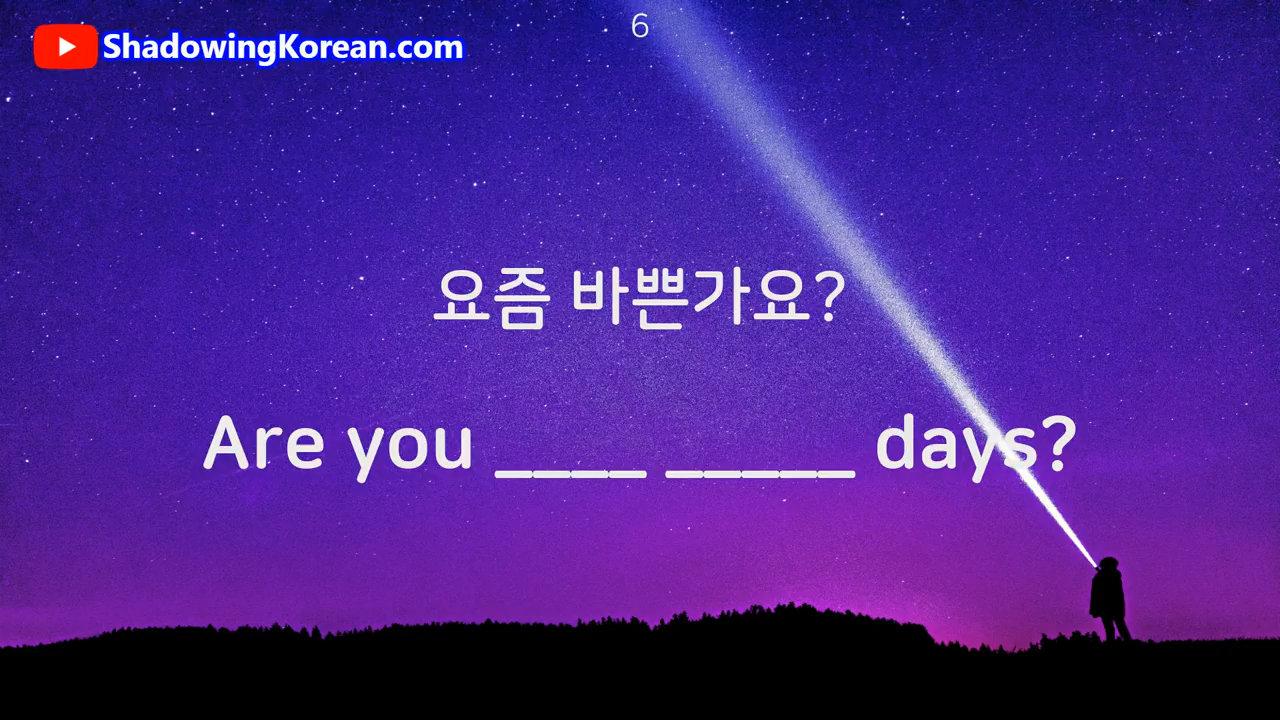 6
ShadowingKorean.com
요즘 바쁜가요?
Are you ____ _____ days?